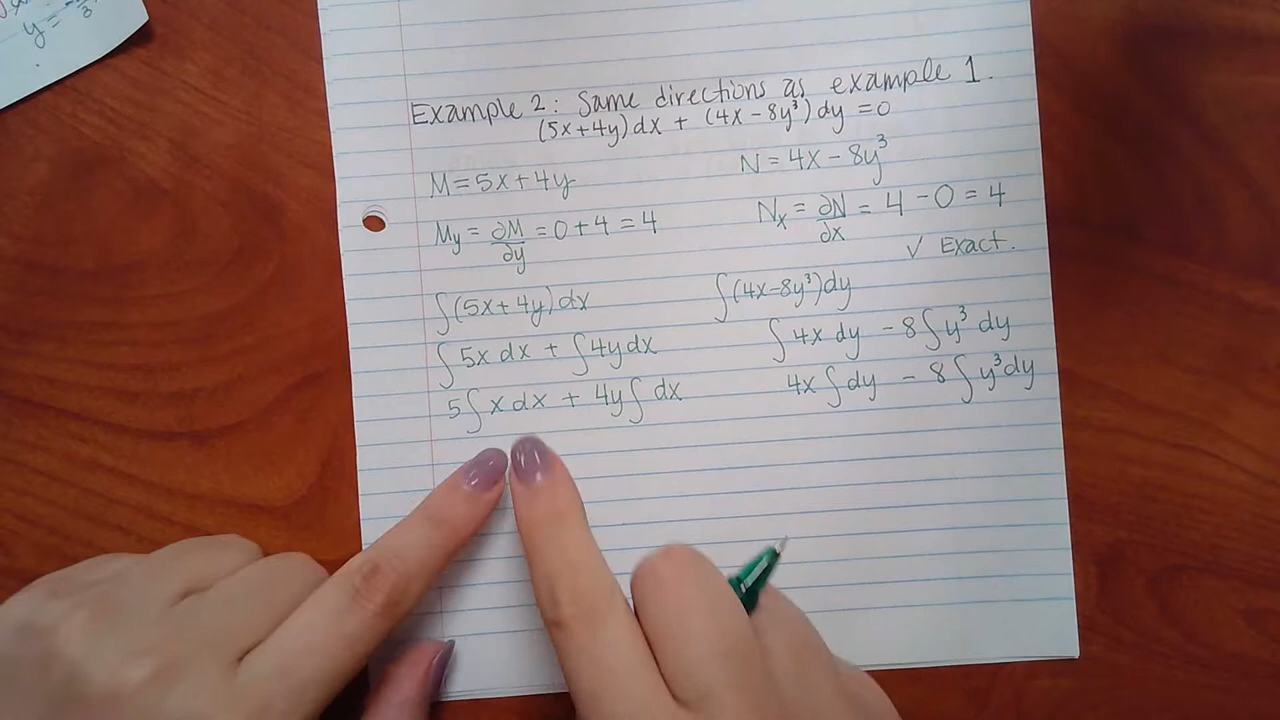 y =
Example 2: Same directions as example 1.
(5x+4y)dx + (4x - 8y³)dy = 0
M = 5x + 4y
N = 4x - 8y³
My = ∂M/∂y = 0 + 4 = 4
Nx = ∂N/∂x = 4 - 0 = 4
✓ Exact.
∫(5x+4y)dx
∫(4x-8y³)dy
∫5x dx + ∫4y dx
∫4x dy - 8∫y³ dy
5∫x dx + 4y∫dx
4x∫dy - 8∫y³dy